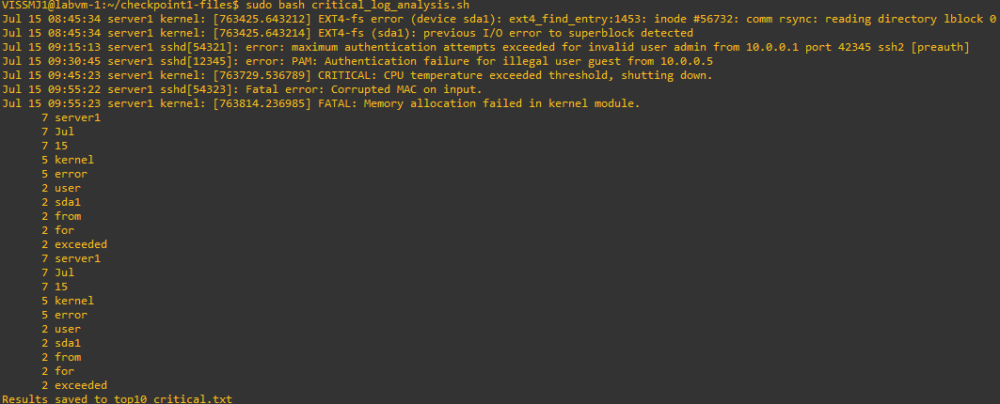 VISSMJ1@labvm-1:~/checkpoint1-files$ sudo bash critical_log_analysis.sh
Jul 15 08:45:34 server1 kernel: [763425.643212] EXT4-fs error (device sda1): ext4_find_entry:1453: inode #56732: comm rsync: reading directory lblock 0
Jul 15 08:45:34 server1 kernel: [763425.643214] EXT4-fs (sda1): previous I/O error to superblock detected
Jul 15 09:15:13 server1 sshd[54321]: error: maximum authentication attempts exceeded for invalid user admin from 10.0.0.1 port 42345 ssh2 [preauth]
Jul 15 09:30:45 server1 sshd[12345]: error: PAM: Authentication failure for illegal user guest from 10.0.0.5
Jul 15 09:45:23 server1 kernel: [763729.536789] CRITICAL: CPU temperature exceeded threshold, shutting down.
Jul 15 09:55:22 server1 sshd[54323]: Fatal error: Corrupted MAC on input.
Jul 15 09:55:23 server1 kernel: [763814.236985] FATAL: Memory allocation failed in kernel module.
7 server1
7 Jul
7 15
5 kernel
5 error
2 user
2 sda1
2 from
2 for
2 exceeded
7 server1
7 Jul
7 15
5 kernel
5 error
2 user
2 sda1
2 from
2 for
2 exceeded
Results saved to top10_critical.txt